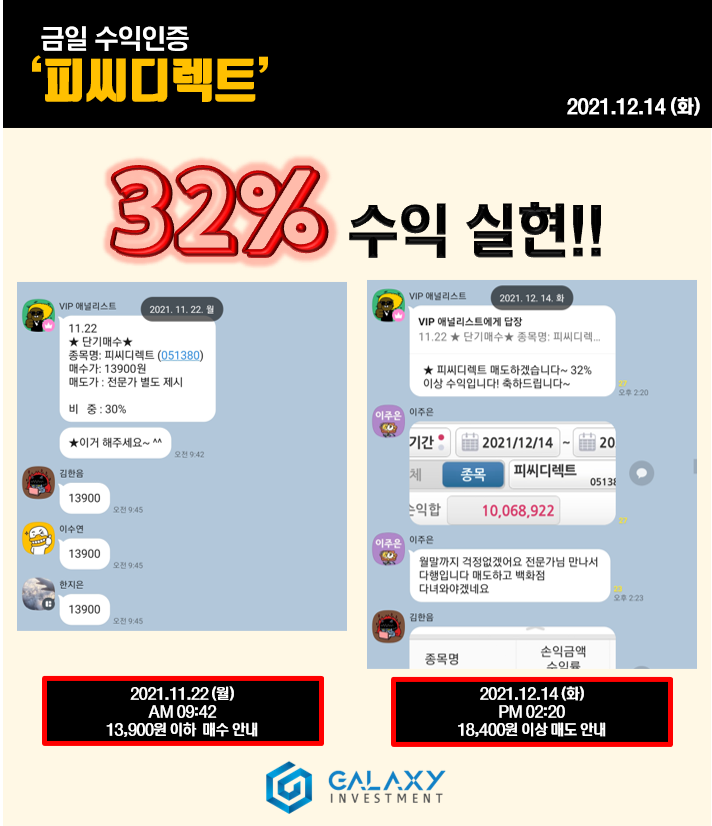 금일 수익인증
‘피씨디렉트’
2021.12.14 (화)
32% 수익 실현!!
VIP 애널리스트
2021. 11. 22. 월
11.22
★ 단기매수★
종목명: 피씨디렉트 (051380)
매수가: 13900원
매도가 : 전문가 별도 제시
비 중 : 30%
★이거 해주세요~ ^^
오전 9:42
김한음
13900
오전 9:45
이수연
13900
오전 9:45
한지은
13900
오전 9:45
VIP 애널리스트
2021. 12. 14. 화
VIP 애널리스트에게 답장
11.22 ★ 단기매수★ 종목명: 피씨디렉...
★ 피씨디렉트 매도하겠습니다~ 32%
이상 수익입니다! 축하드립니다~
오후 2:20
이주은
기간 2021/12/14 ~ 20
체 종목 피씨디렉트 05138
손익합 10,068,922
이주은
월말까지 걱정없겠어요 전문가님 만나서
다행입니다 매도하고 백화점
다녀와야겠네요
오후 2:23
김한음
종목명 손익금액
수익률
2021.11.22 (월)
AM 09:42
13,900원 이하 매수 안내
2021.12.14 (화)
PM 02:20
18,400원 이상 매도 안내
GALAXY
INVESTMENT